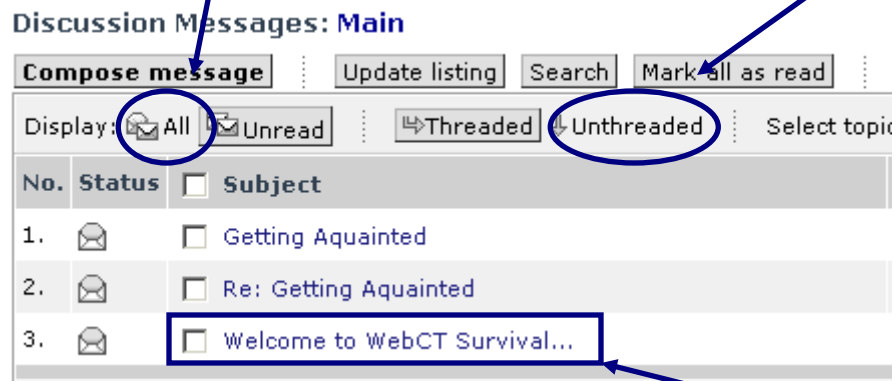 Discussion Messages: Main
Compose message Update listing Search Mark all as read
Display: All Unread Threaded Unthreaded Select topic
No. Status Subject
1. Getting Aquainted
2. Re: Getting Aquainted
3. Welcome to WebCT Survival...